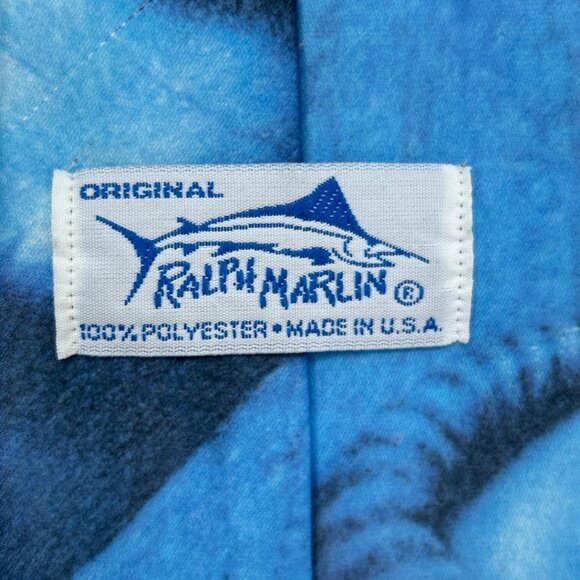 ORIGINAL
RALPH MARLIN ®
100% POLYESTER • MADE IN U.S.A.